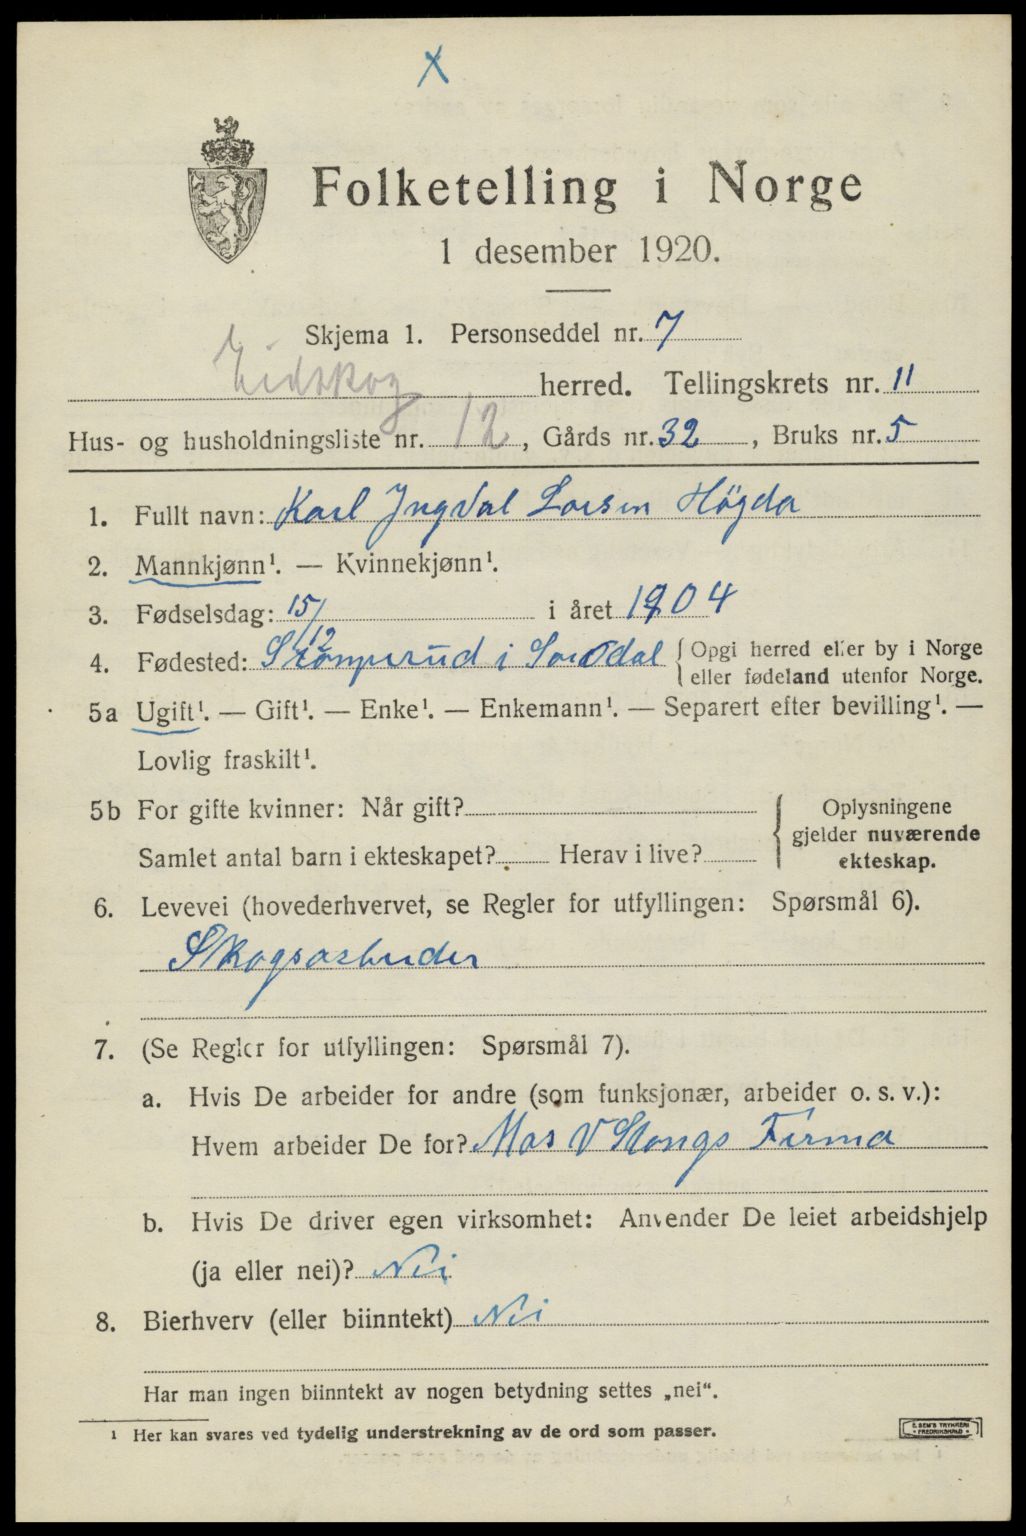 x
Folketelling i Norge
1 desember 1920.
Skjema 1. Personseddel nr. 7
Eidskog herred. Tellingskrets nr. 11
Hus- og husholdningsliste nr. 12, Gårds nr. 32, Bruks nr. 5
1. Fullt navn: Karl Ingval Larsen Högda
2. Mannkjønn¹. — Kvinnekjønn¹.
3. Fødselsdag: 15/12 i året 1904
4. Fødested: i {Opgi herred eller by i Norge
eller fødeland utenfor Norge.
5a Ugift¹. — Gift¹. — Enke¹. — Enkemann¹. — Separert efter bevilling¹. —
Lovlig fraskilt¹.
5b For gifte kvinner: Når gift?
Samlet antal barn i ekteskapet? Herav i live?
{Oplysningene
gjelder nuværende
ekteskap.
6. Levevei (hovederhvervet, se Regler for utfyllingen: Spørsmål 6).
Skogsarbeider
7. (Se Regler for utfyllingen: Spørsmål 7).
a. Hvis De arbeider for andre (som funksjonær, arbeider o. s. v.):
Hvem arbeider De for? Firma
b. Hvis De driver egen virksomhet: Anvender De leiet arbeidshjelp
(ja eller nei)? Nei
8. Bierhverv (eller biinntekt) Nei
Har man ingen biinntekt av nogen betydning settes „nei“.
¹ Her kan svares ved tydelig understrekning av de ord som passer.
E. SEM'S TRYKKERI
• FREDRIKSHALD •